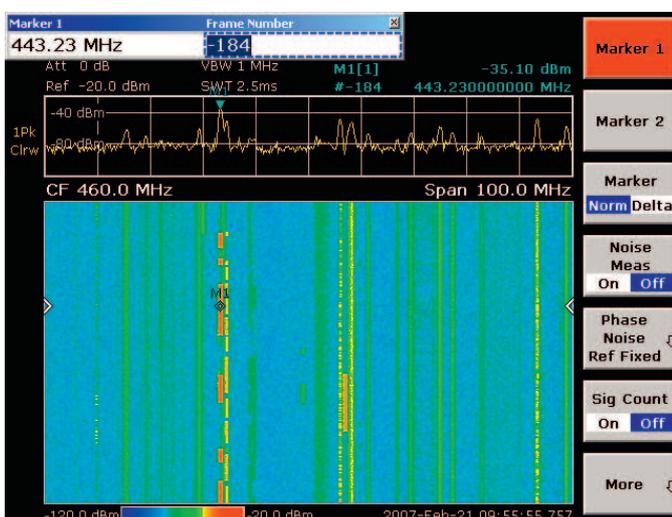 Marker 1 Frame Number
443.23 MHz -184
Att 0 dB VBW 1 MHz M1[1] -35.10 dBm
Ref -20.0 dBm SWT 2.5ms #-184 443.230000000 MHz
M1
-40 dBm
1Pk
Clrw
-80 dBm
CF 460.0 MHz Span 100.0 MHz
M1
-120.0 dBm -20.0 dBm 2007-Feb-21 09:55:55.757
Marker 1
Marker 2
Marker
Norm Delta
Noise
Meas
On Off
Phase
Noise
Ref Fixed
Sig Count
On Off
More